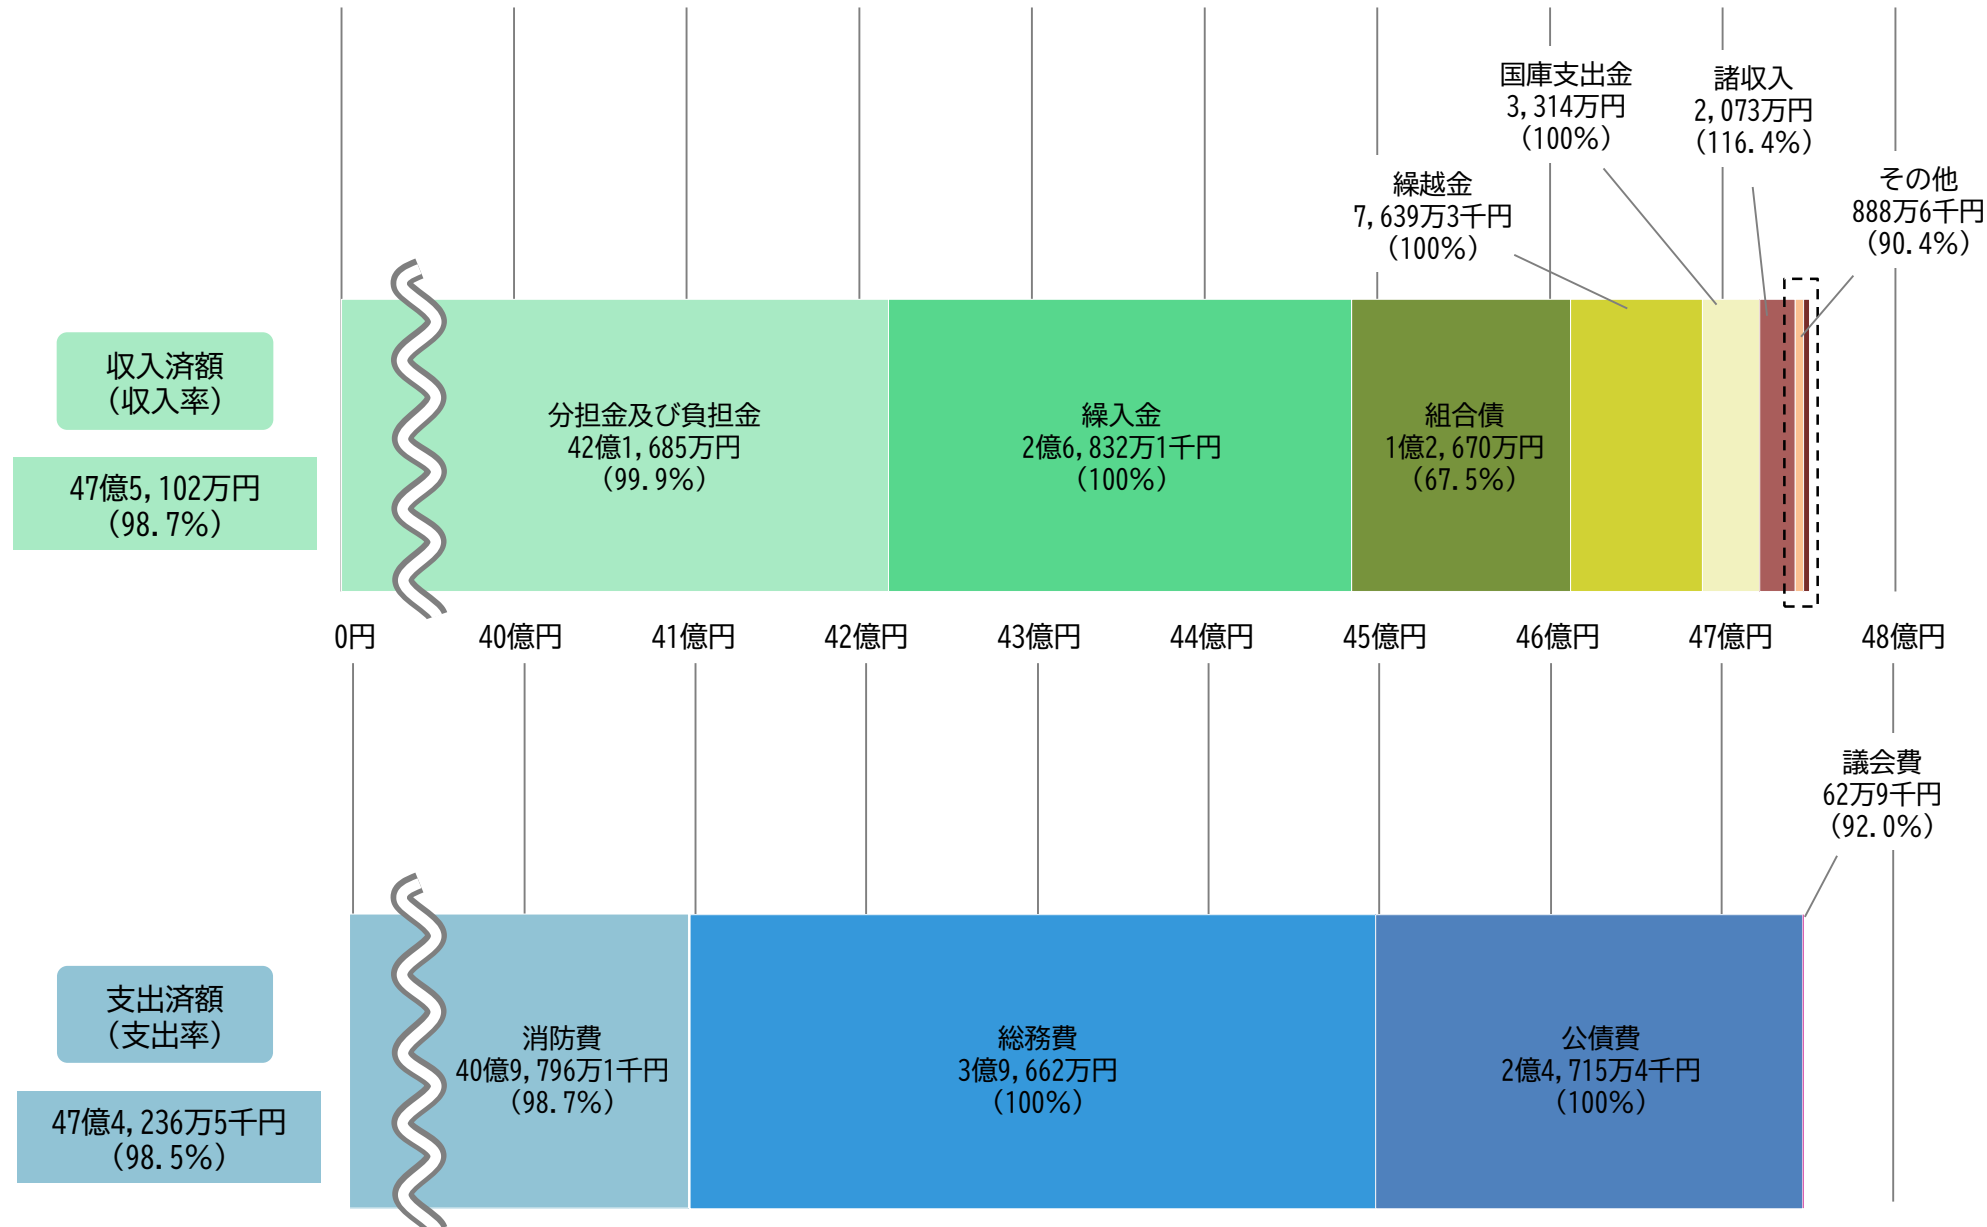 国庫支出金
3,314万円
(100%)
諸収入
2,073万円
(116.4%)
繰越金
7,639万3千円
(100%)
その他
888万6千円
(90.4%)
収入済額
(収入率)
47億5,102万円
(98.7%)
分担金及び負担金
42億1,685万円
(99.9%)
繰入金
2億6,832万1千円
(100%)
組合債
1億2,670万円
(67.5%)
0円 40億円 41億円 42億円 43億円 44億円 45億円 46億円 47億円 48億円
議会費
62万9千円
(92.0%)
支出済額
(支出率)
47億4,236万5千円
(98.5%)
消防費
40億9,796万1千円
(98.7%)
総務費
3億9,662万円
(100%)
公債費
2億4,715万4千円
(100%)